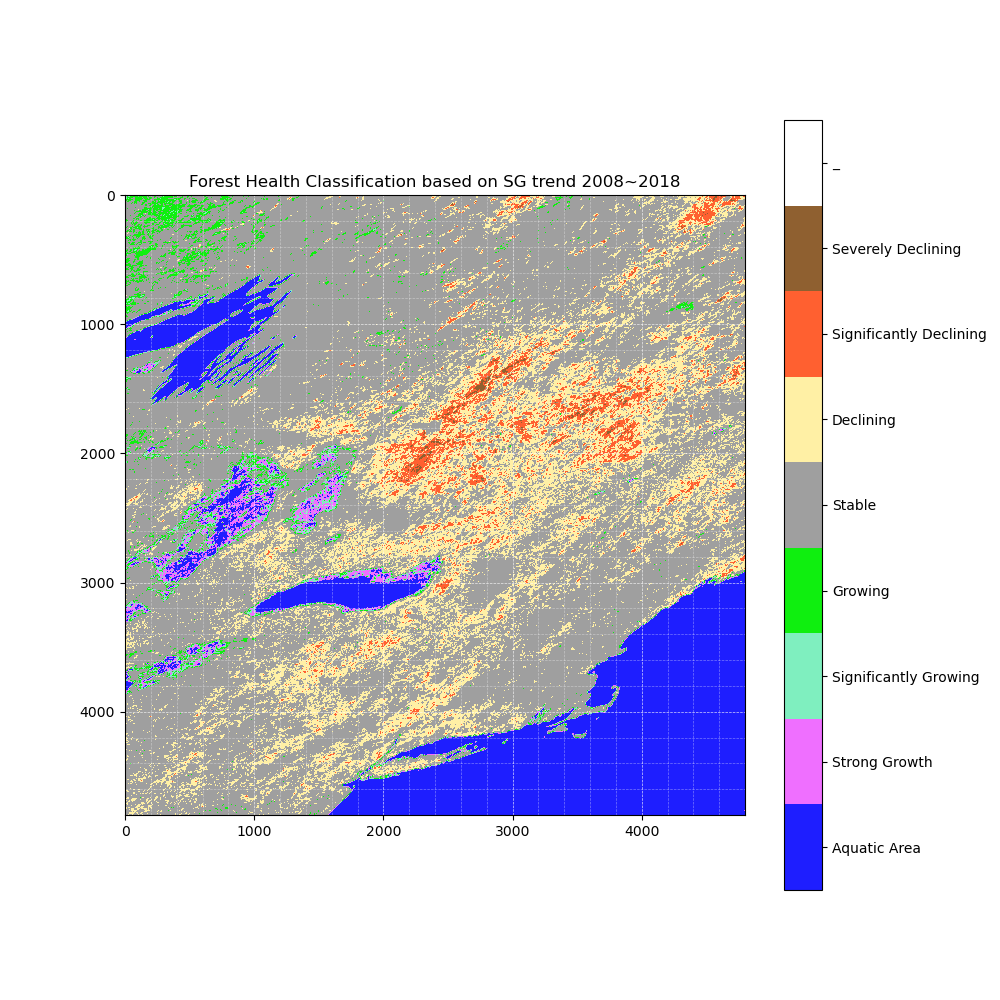 Forest Health Classification based on SG trend 2008~2018
0
1000
2000
3000
4000
0
1000
2000
3000
4000
_
Severely Declining
Significantly Declining
Declining
Stable
Growing
Significantly Growing
Strong Growth
Aquatic Area